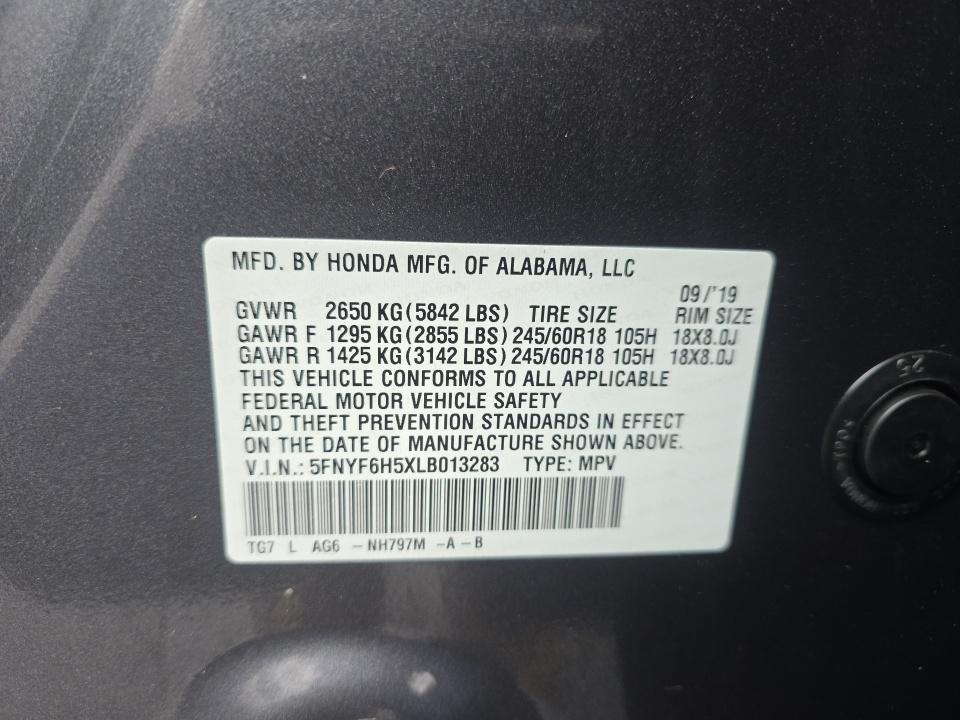 MFD. BY HONDA MFG. OF ALABAMA, LLC
09/'19
GVWR 2650 KG(5842 LBS) TIRE SIZE RIM SIZE
GAWR F 1295 KG(2855 LBS) 245/60R18 105H 18X8.0J
GAWR R 1425 KG(3142 LBS) 245/60R18 105H 18X8.0J
THIS VEHICLE CONFORMS TO ALL APPLICABLE
FEDERAL MOTOR VEHICLE SAFETY
AND THEFT PREVENTION STANDARDS IN EFFECT
ON THE DATE OF MANUFACTURE SHOWN ABOVE.
V.I.N.: 5FNYF6H5XLB013283 TYPE: MPV
TG7 L AG6 -NH797M -A -B
25